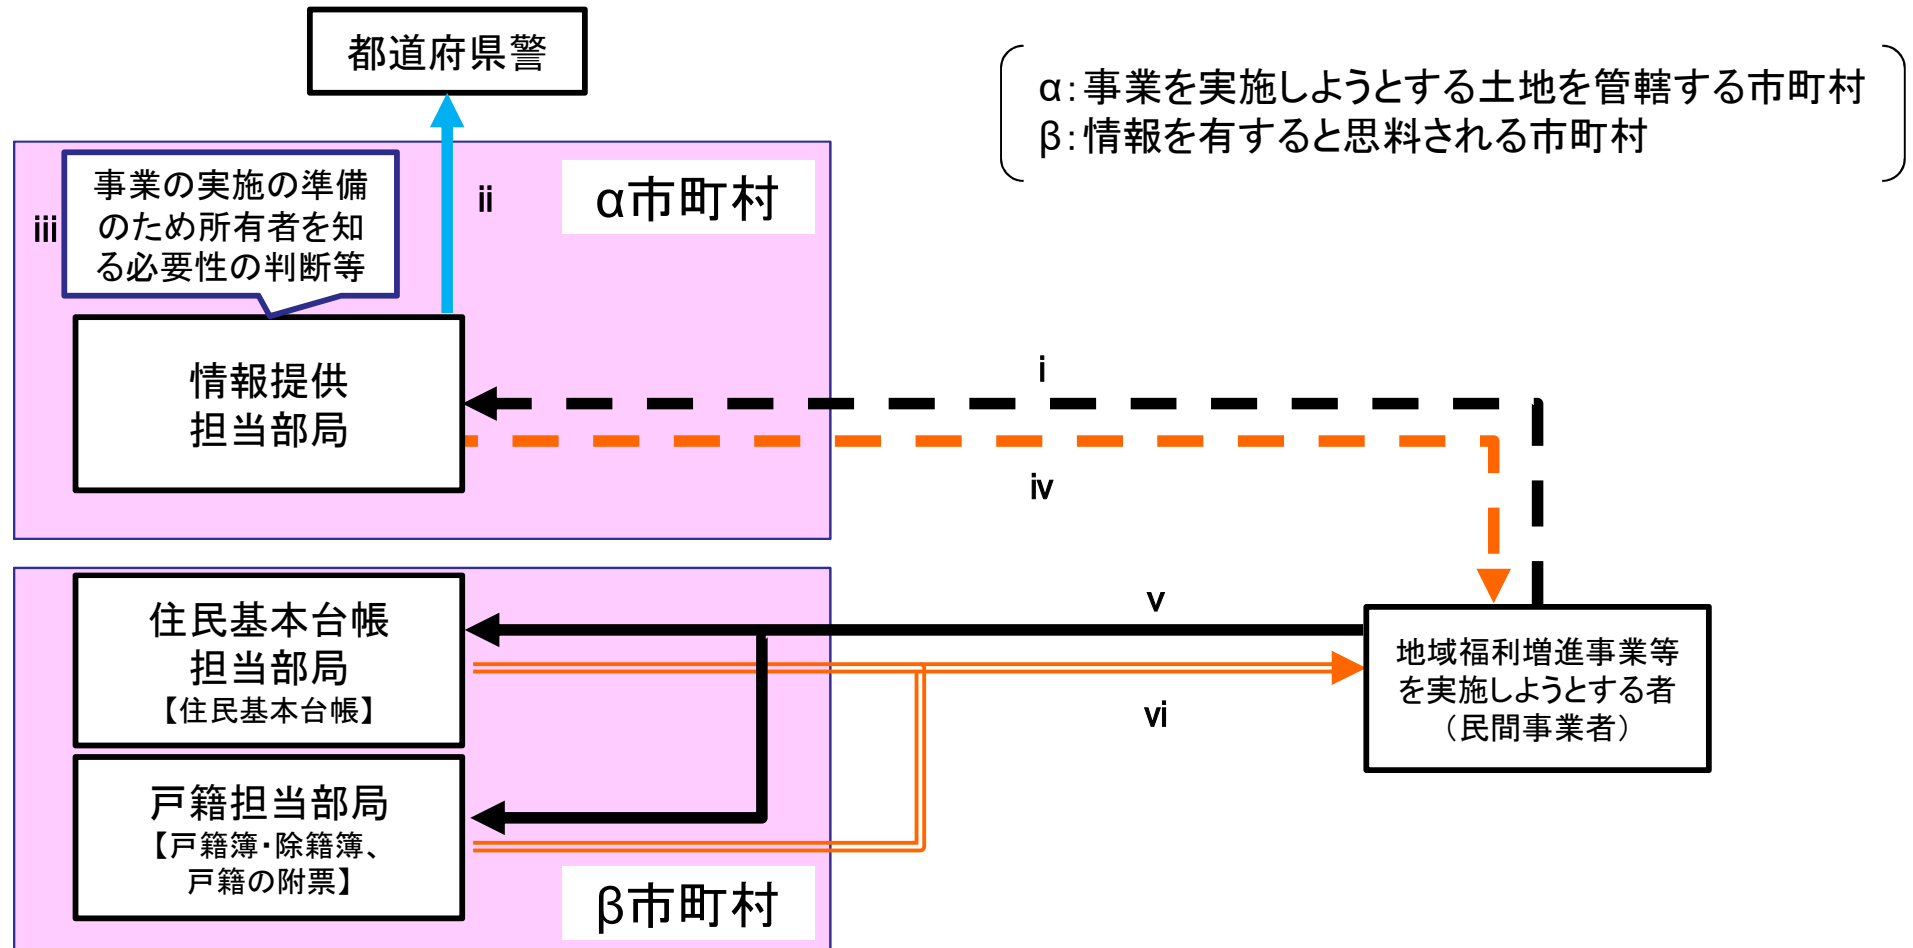 都道府県警
α：事業を実施しようとする土地を管轄する市町村
β：情報を有すると思料される市町村
α市町村
iii
事業の実施の準備
のため所有者を知
る必要性の判断等
ii
情報提供
担当部局
i
iv
住民基本台帳
担当部局
【住民基本台帳】
v
vi
地域福利増進事業等
を実施しようとする者
（民間事業者）
戸籍担当部局
【戸籍簿・除籍簿、
戸籍の附票】
β市町村